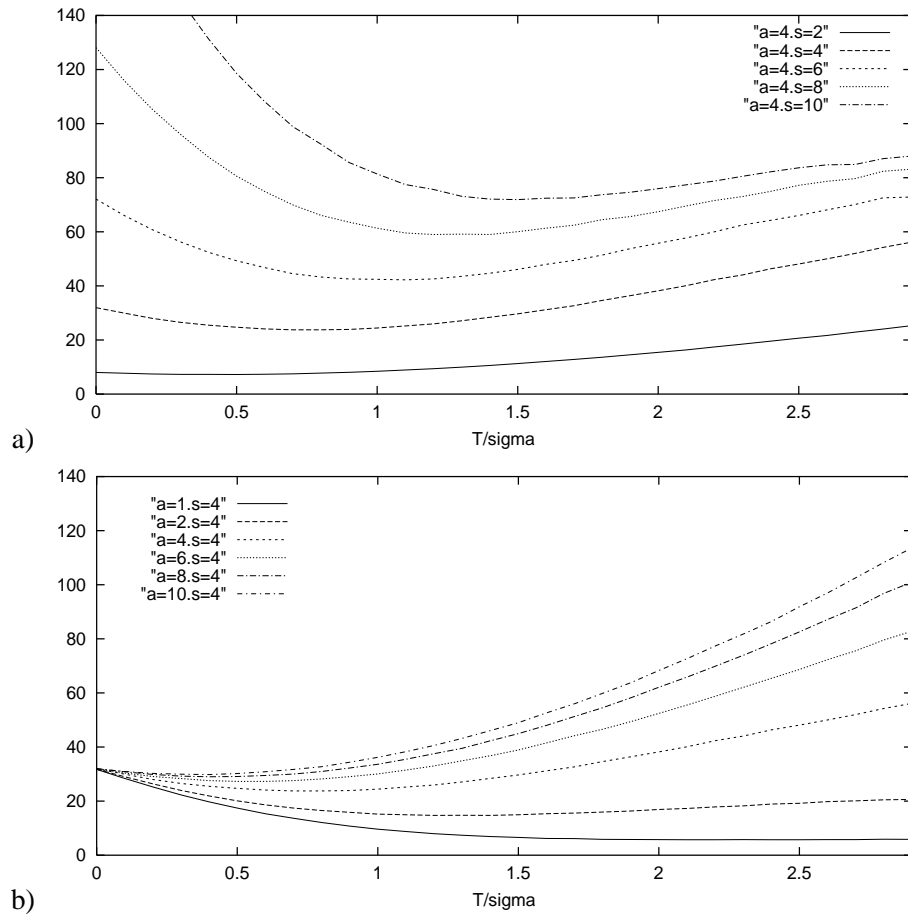 140
120
100
80
60
40
20
0
"a=4.s=2"
"a=4.s=4"
"a=4.s=6"
"a=4.s=8"
"a=4.s=10"
0 0.5 1 1.5 2 2.5
T/sigma
a)
140
120
100
80
60
40
20
0
"a=1.s=4"
"a=2.s=4"
"a=4.s=4"
"a=6.s=4"
"a=8.s=4"
"a=10.s=4"
0 0.5 1 1.5 2 2.5
T/sigma
b)